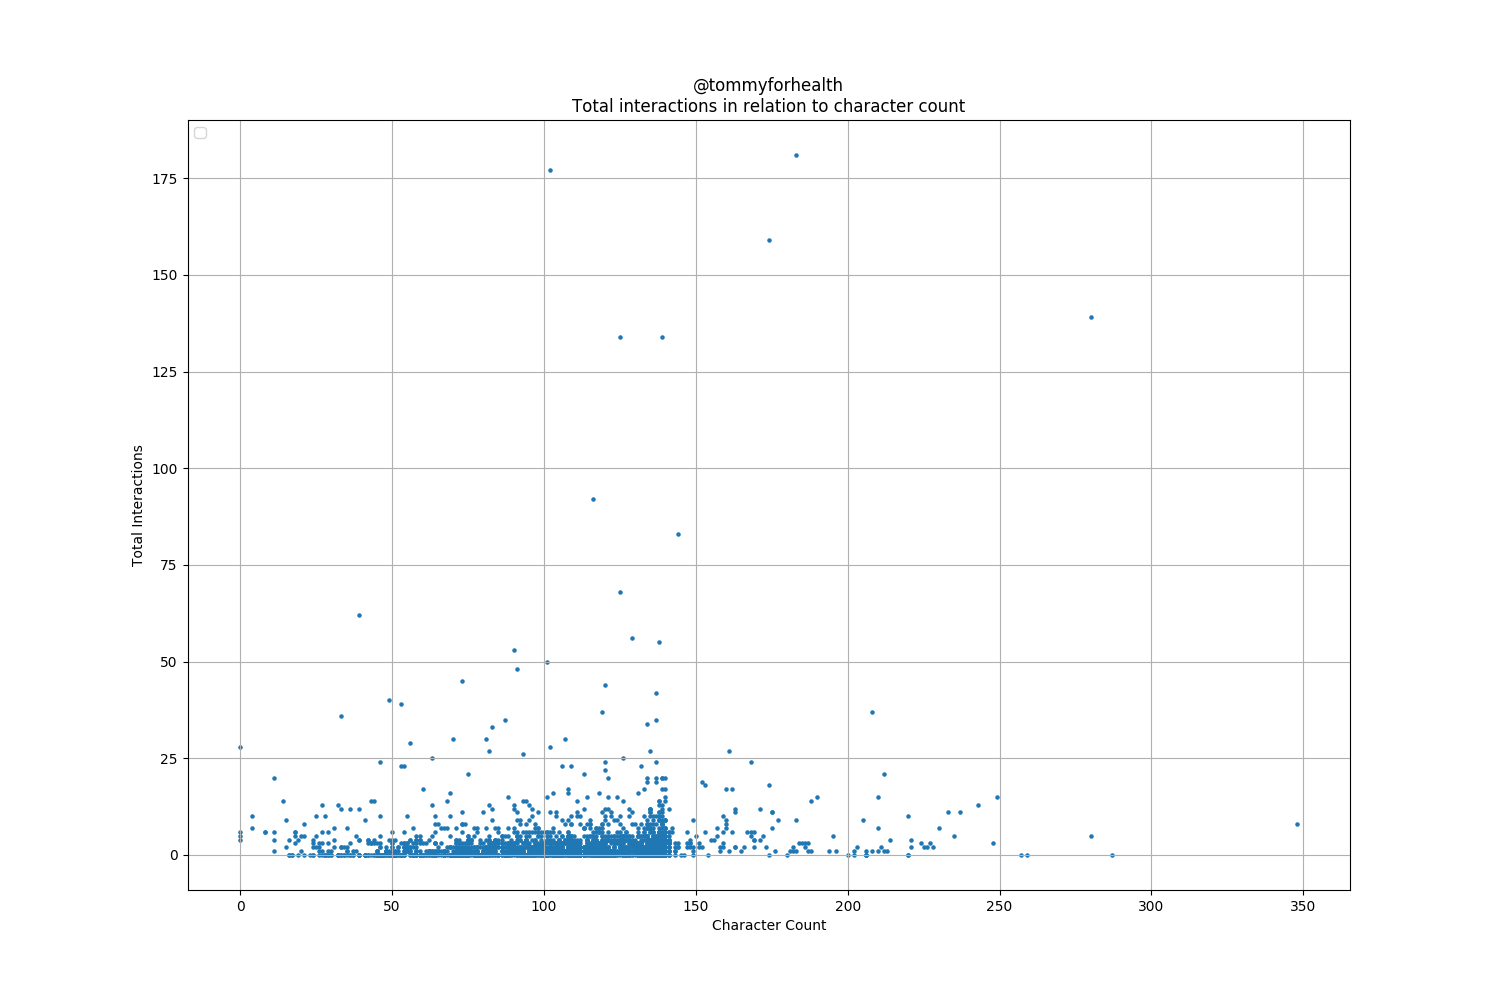 @tommyforhealth
Total interactions in relation to character count
175
150
125
100
75
50
25
0
Total Interactions
0 50 100 150 200 250 300 350
Character Count